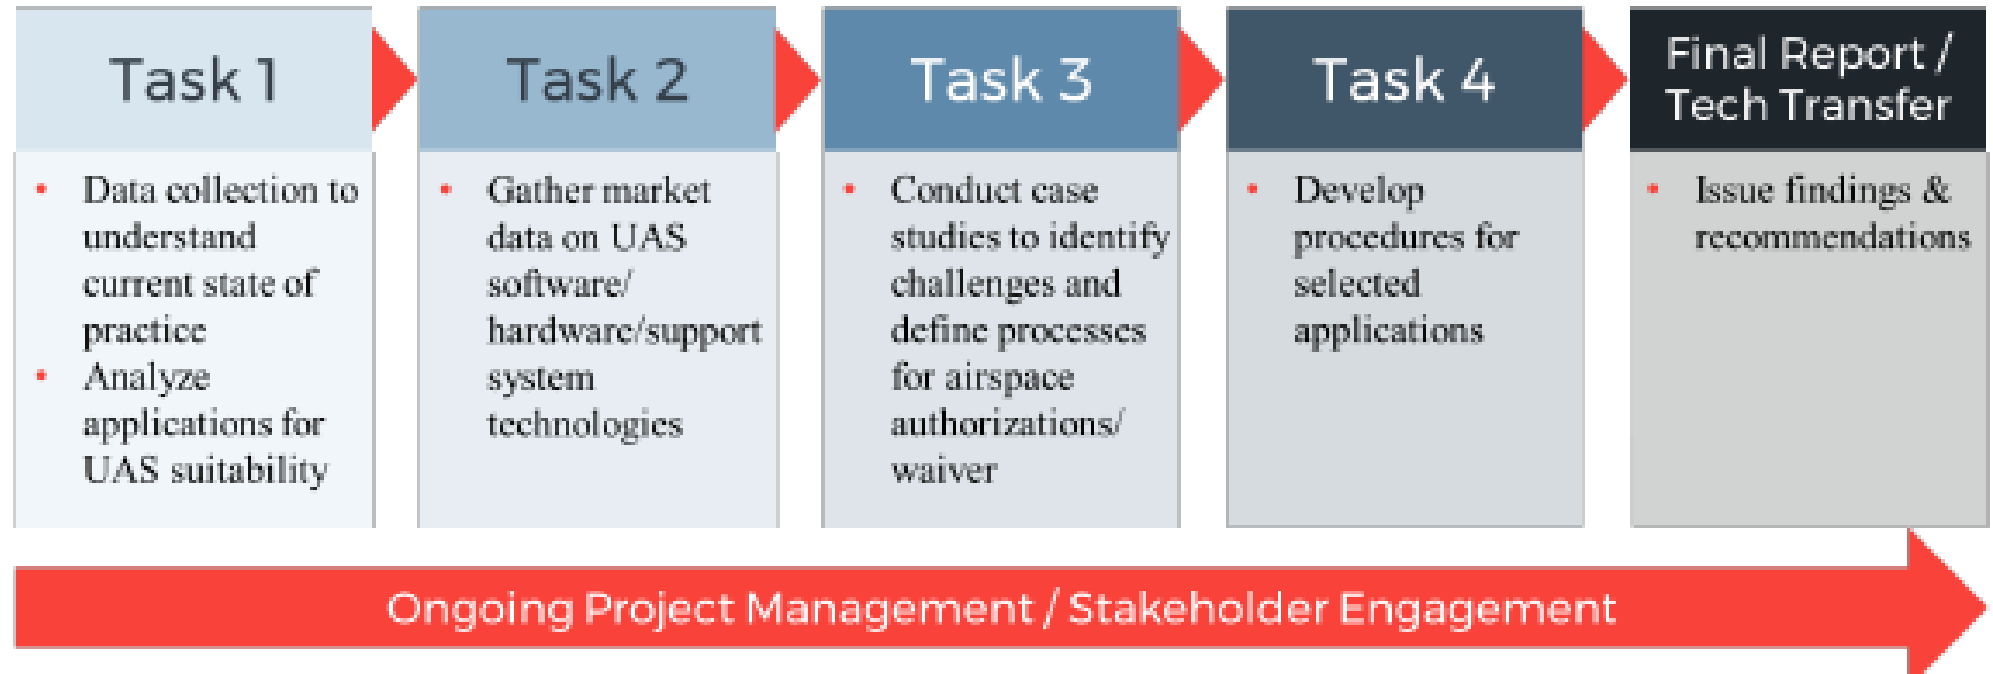 Task 1
• Data collection to
understand
current state of
practice
• Analyze
applications for
UAS suitability
Task 2
• Gather market
data on UAS
software/
hardware/support
system
technologies
Task 3
• Conduct case
studies to identify
challenges and
define processes
for airspace
authorizations/
waiver
Task 4
• Develop
procedures for
selected
applications
Final Report /
Tech Transfer
• Issue findings &
recommendations
Ongoing Project Management / Stakeholder Engagement